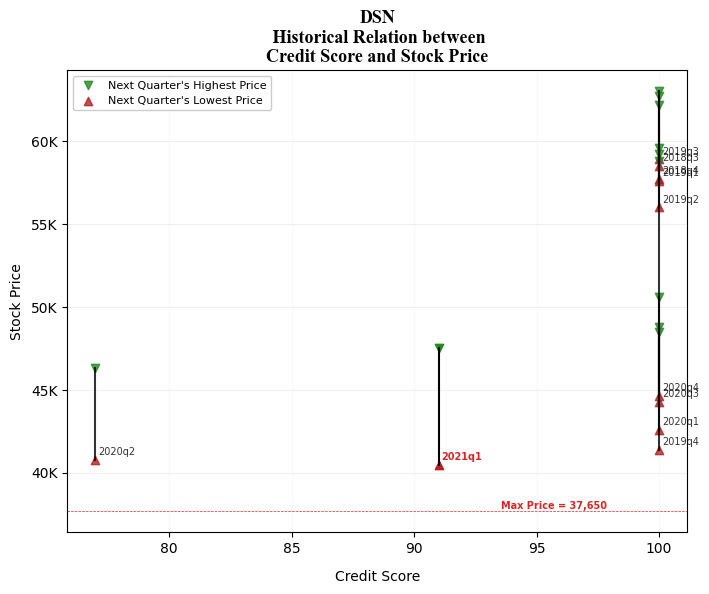 DSN
Historical Relation between
Credit Score and Stock Price
Next Quarter's Highest Price
Next Quarter's Lowest Price
60K
55K
50K
45K
40K
Stock Price
2019q3
2018q3
2018q4
2019q1
2019q2
2020q4
2020q3
2020q1
2019q4
2020q2
2021q1
Max Price = 37,650
80
85
90
95
100
Credit Score